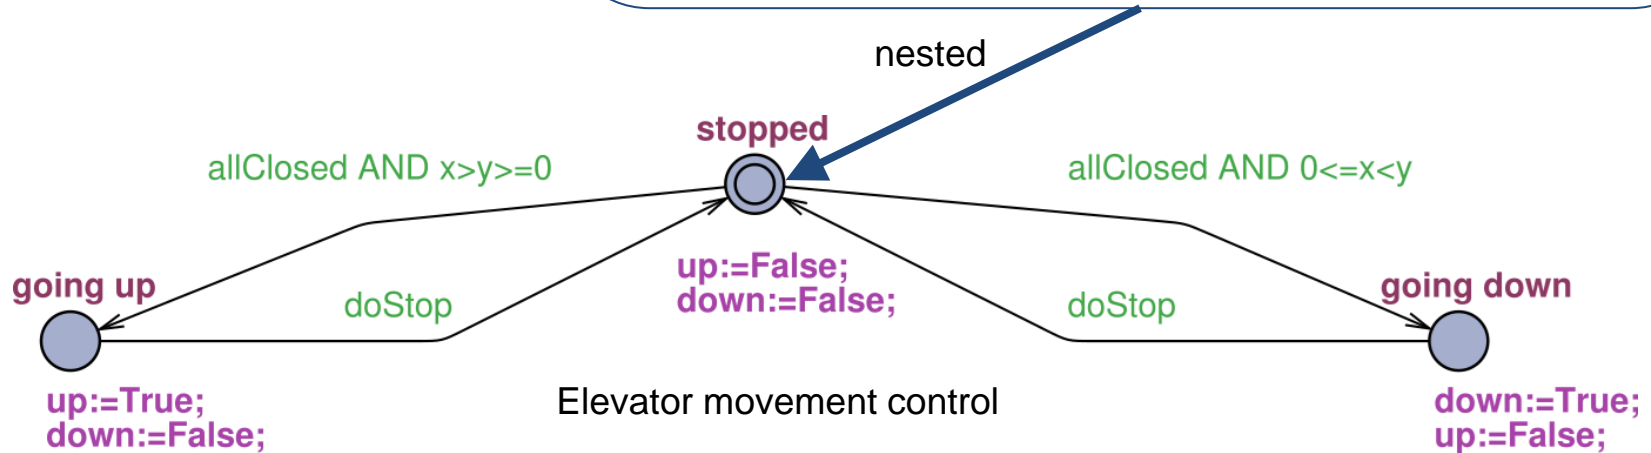 nested
stopped
allClosed AND x>y>=0
allClosed AND 0<=x<y
up:=False;
down:=False;
going up
going down
doStop
doStop
up:=True;
down:=False;
Elevator movement control
down:=True;
up:=False;